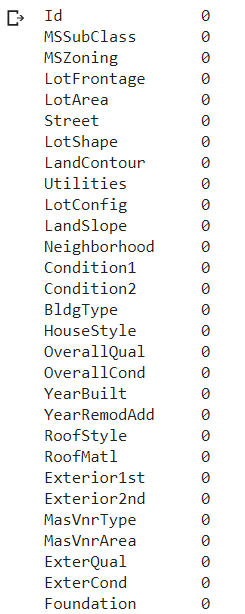 Id 0
MSSubClass 0
MSZoning 0
LotFrontage 0
LotArea 0
Street 0
LotShape 0
LandContour 0
Utilities 0
LotConfig 0
LandSlope 0
Neighborhood 0
Condition1 0
Condition2 0
BldgType 0
HouseStyle 0
OverallQual 0
OverallCond 0
YearBuilt 0
YearRemodAdd 0
RoofStyle 0
RoofMatl 0
Exterior1st 0
Exterior2nd 0
MasVnrType 0
MasVnrArea 0
ExterQual 0
ExterCond 0
Foundation 0